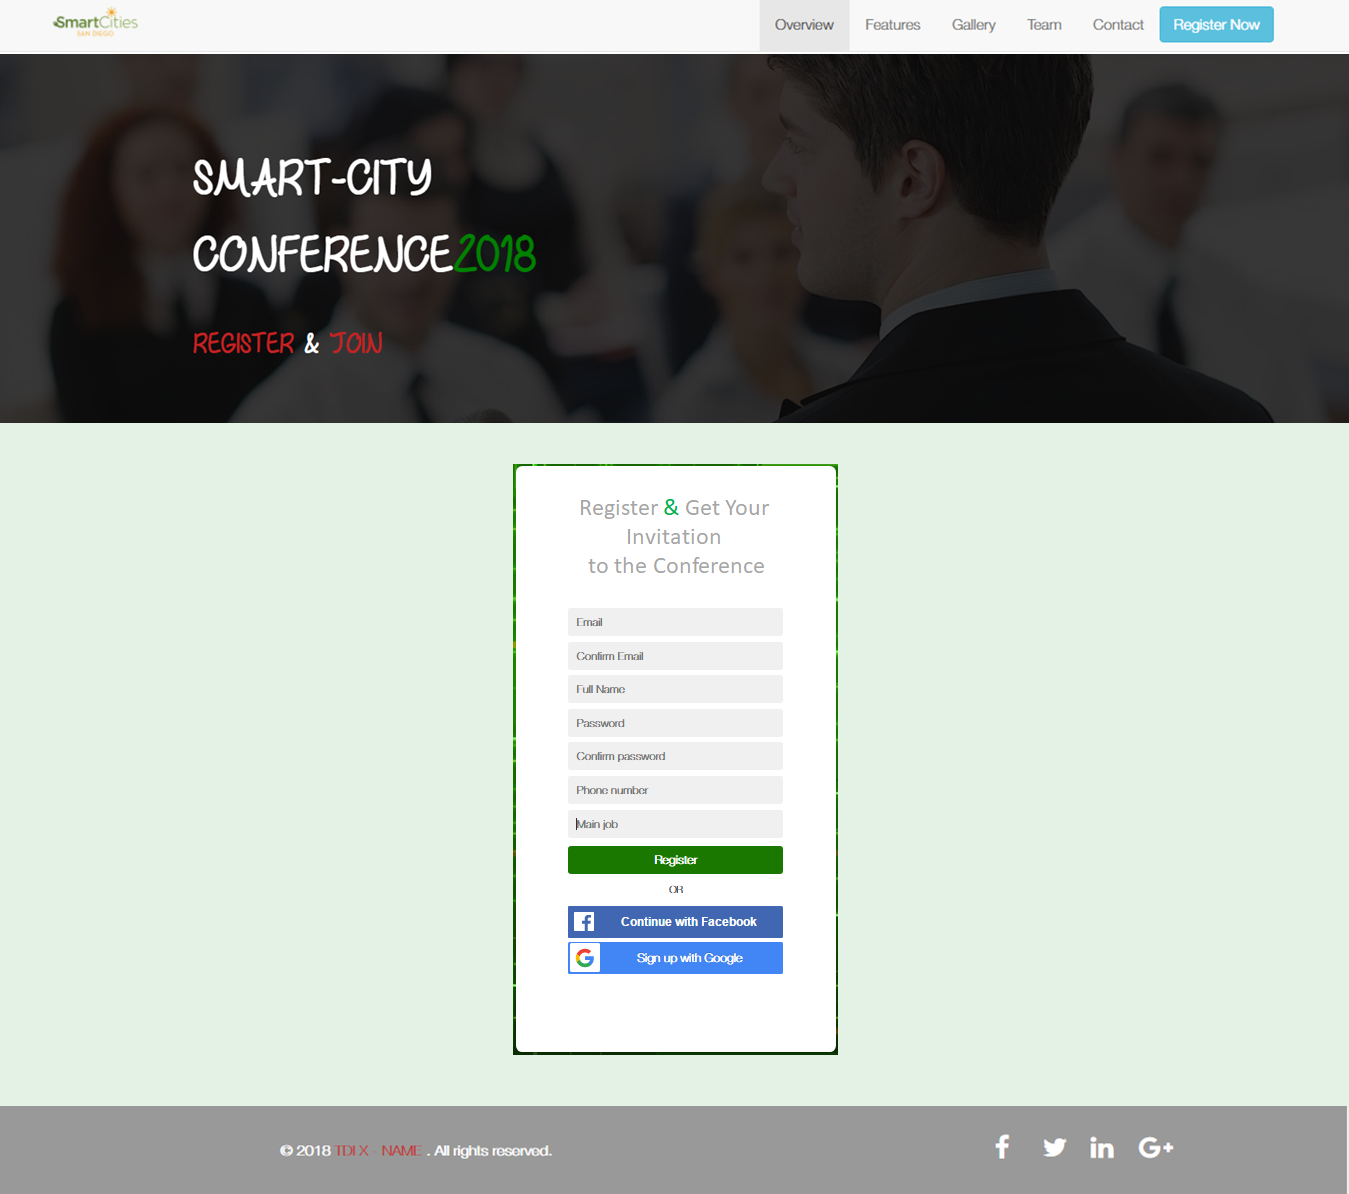 SmartCities
SAN DIEGO
Overview Features Gallery Team Contact Register Now
SMART-CITY
CONFERENCE2018
REGISTER & JOIN
Register & Get Your
Invitation
to the Conference
Email
Confirm Email
Full Name
Password
Confirm password
Phone number
Main job
Register
OR
Continue with Facebook
Sign up with Google
© 2018 TDI X - NAME . All rights reserved.